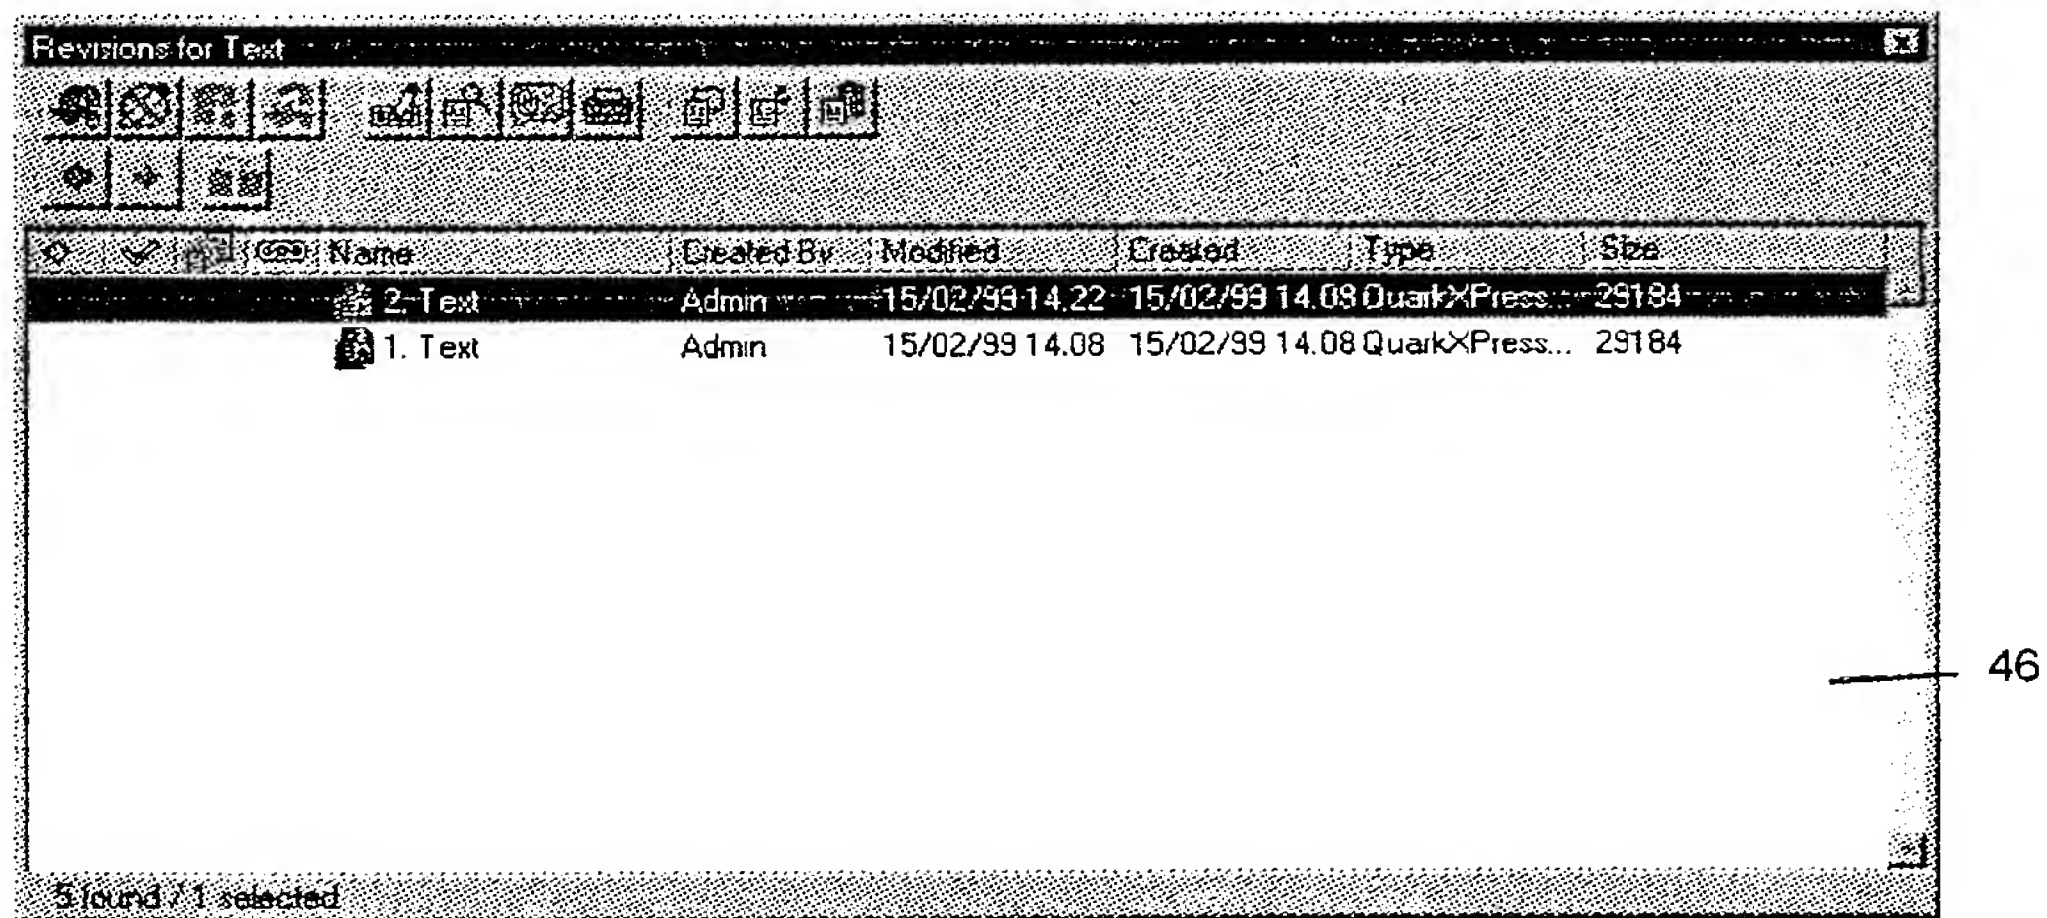 Revisions for Text
Name Created By Modified Created Type Size
2. Text Admin 15/02/99 14.22 15/02/99 14.08 QuarkXPress... 29184
1. Text Admin 15/02/99 14.08 15/02/99 14.08 QuarkXPress... 29184
46
5 found / 1 selected